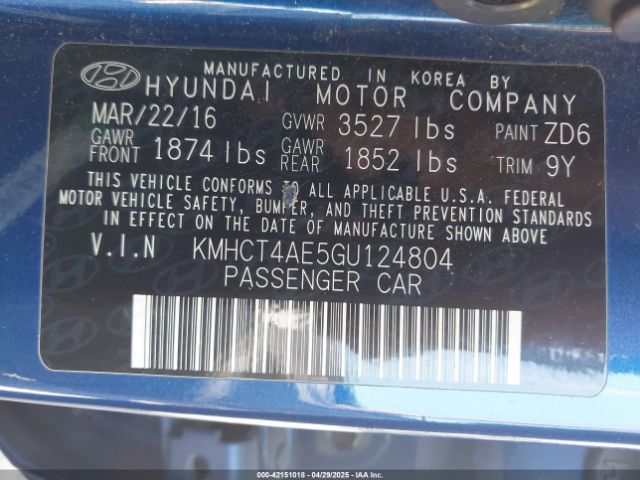 MANUFACTURED IN KOREA BY
HYUNDAI MOTOR COMPANY
MAR/22/16 GVWR 3527 lbs PAINT ZD6
GAWR FRONT 1874 lbs GAWR REAR 1852 lbs TRIM 9Y
THIS VEHICLE CONFORMS TO ALL APPLICABLE U.S.A. FEDERAL
MOTOR VEHICLE SAFETY, BUMPER, AND THEFT PREVENTION STANDARDS
IN EFFECT ON THE DATE OF MANUFACTURE SHOWN ABOVE
V.I.N KMHCT4AE5GU124804
PASSENGER CAR
000-42151018 - 04/29/2025 - IAAI.COM